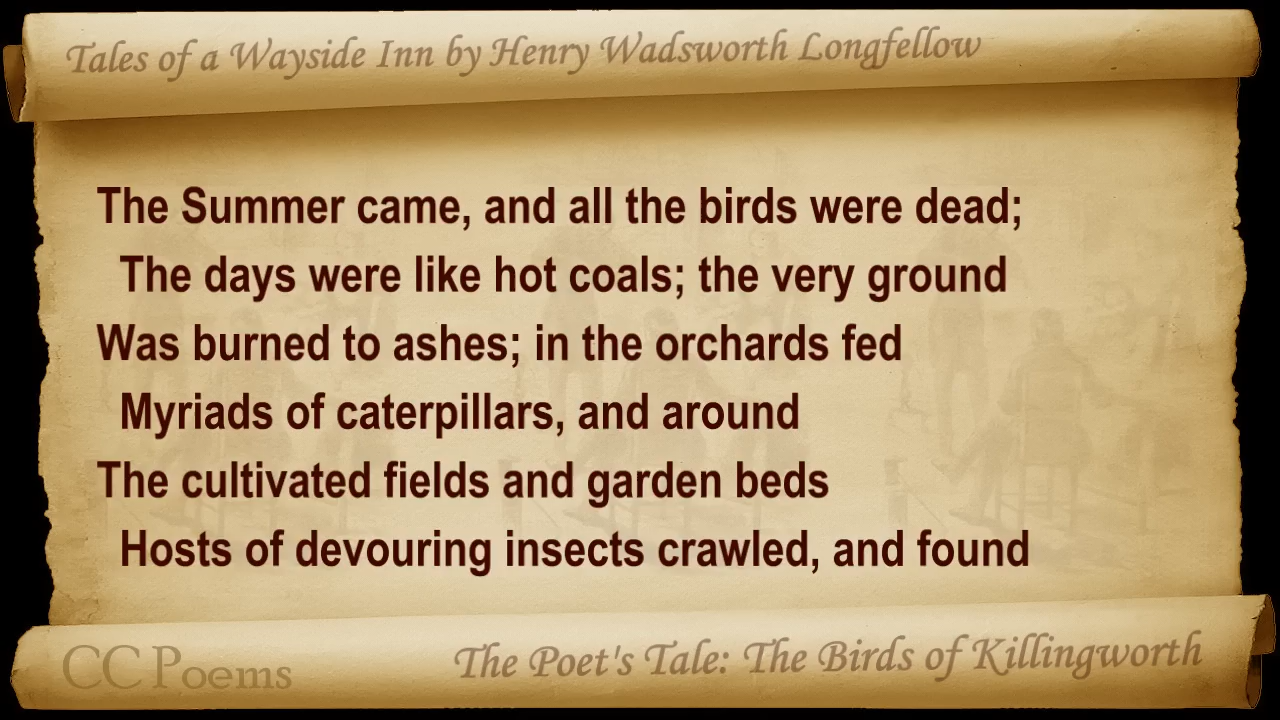 Tales of a Wayside Inn by Henry Wadsworth Longfellow
The Summer came, and all the birds were dead;
The days were like hot coals; the very ground
Was burned to ashes; in the orchards fed
Myriads of caterpillars, and around
The cultivated fields and garden beds
Hosts of devouring insects crawled, and found
CC Poems
The Poet's Tale: The Birds of Killingworth